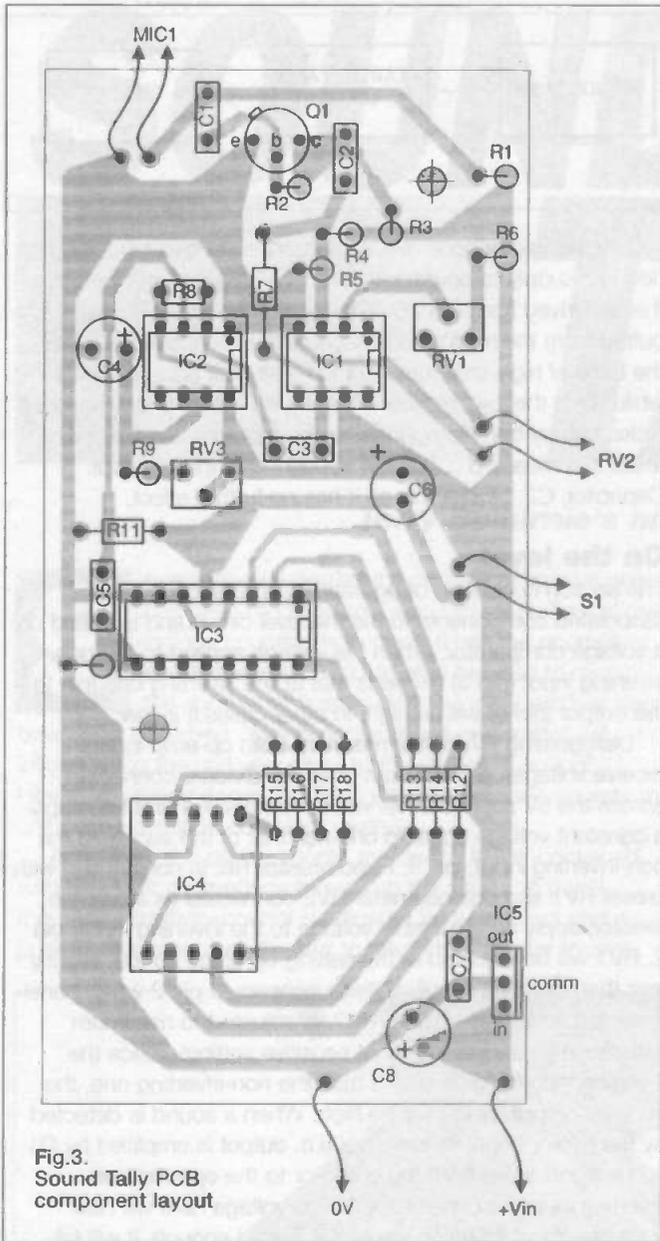 MIC1
C1
Q1
e b c
C2
R1
R2
R3
R4
R6
R5
R8
R7
C4
+
IC2
IC1
RV1
R9
RV3
C3
+
C6
RV2
R11
C5
IC3
S1
R15
R16
R17
R18
R13
R14
R12
IC4
IC5
out
C7
comm
in
+
C8
Fig.3.
Sound Tally PCB
component layout
0V
+Vin